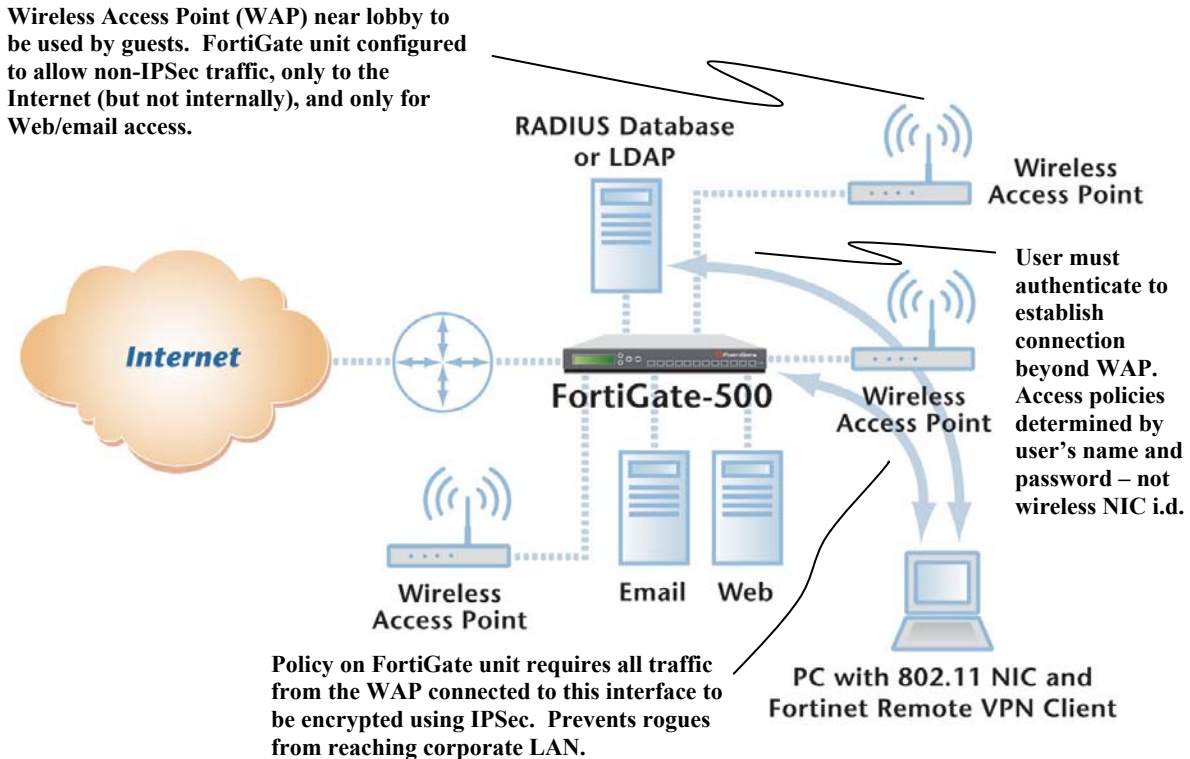 Wireless Access Point (WAP) near lobby to
be used by guests.  FortiGate unit configured
to allow non-IPSec traffic, only to the
Internet (but not internally), and only for
Web/email access.
RADIUS Database
or LDAP
Wireless
Access Point
User must
authenticate to
establish
connection
beyond WAP.
Access policies
determined by
user's name and
password – not
wireless NIC i.d.
Internet
FortiGate-500
Wireless
Access Point
Wireless
Access Point
Email
Web
Policy on FortiGate unit requires all traffic
from the WAP connected to this interface to
be encrypted using IPSec.  Prevents rogues
from reaching corporate LAN.
PC with 802.11 NIC and
Fortinet Remote VPN Client